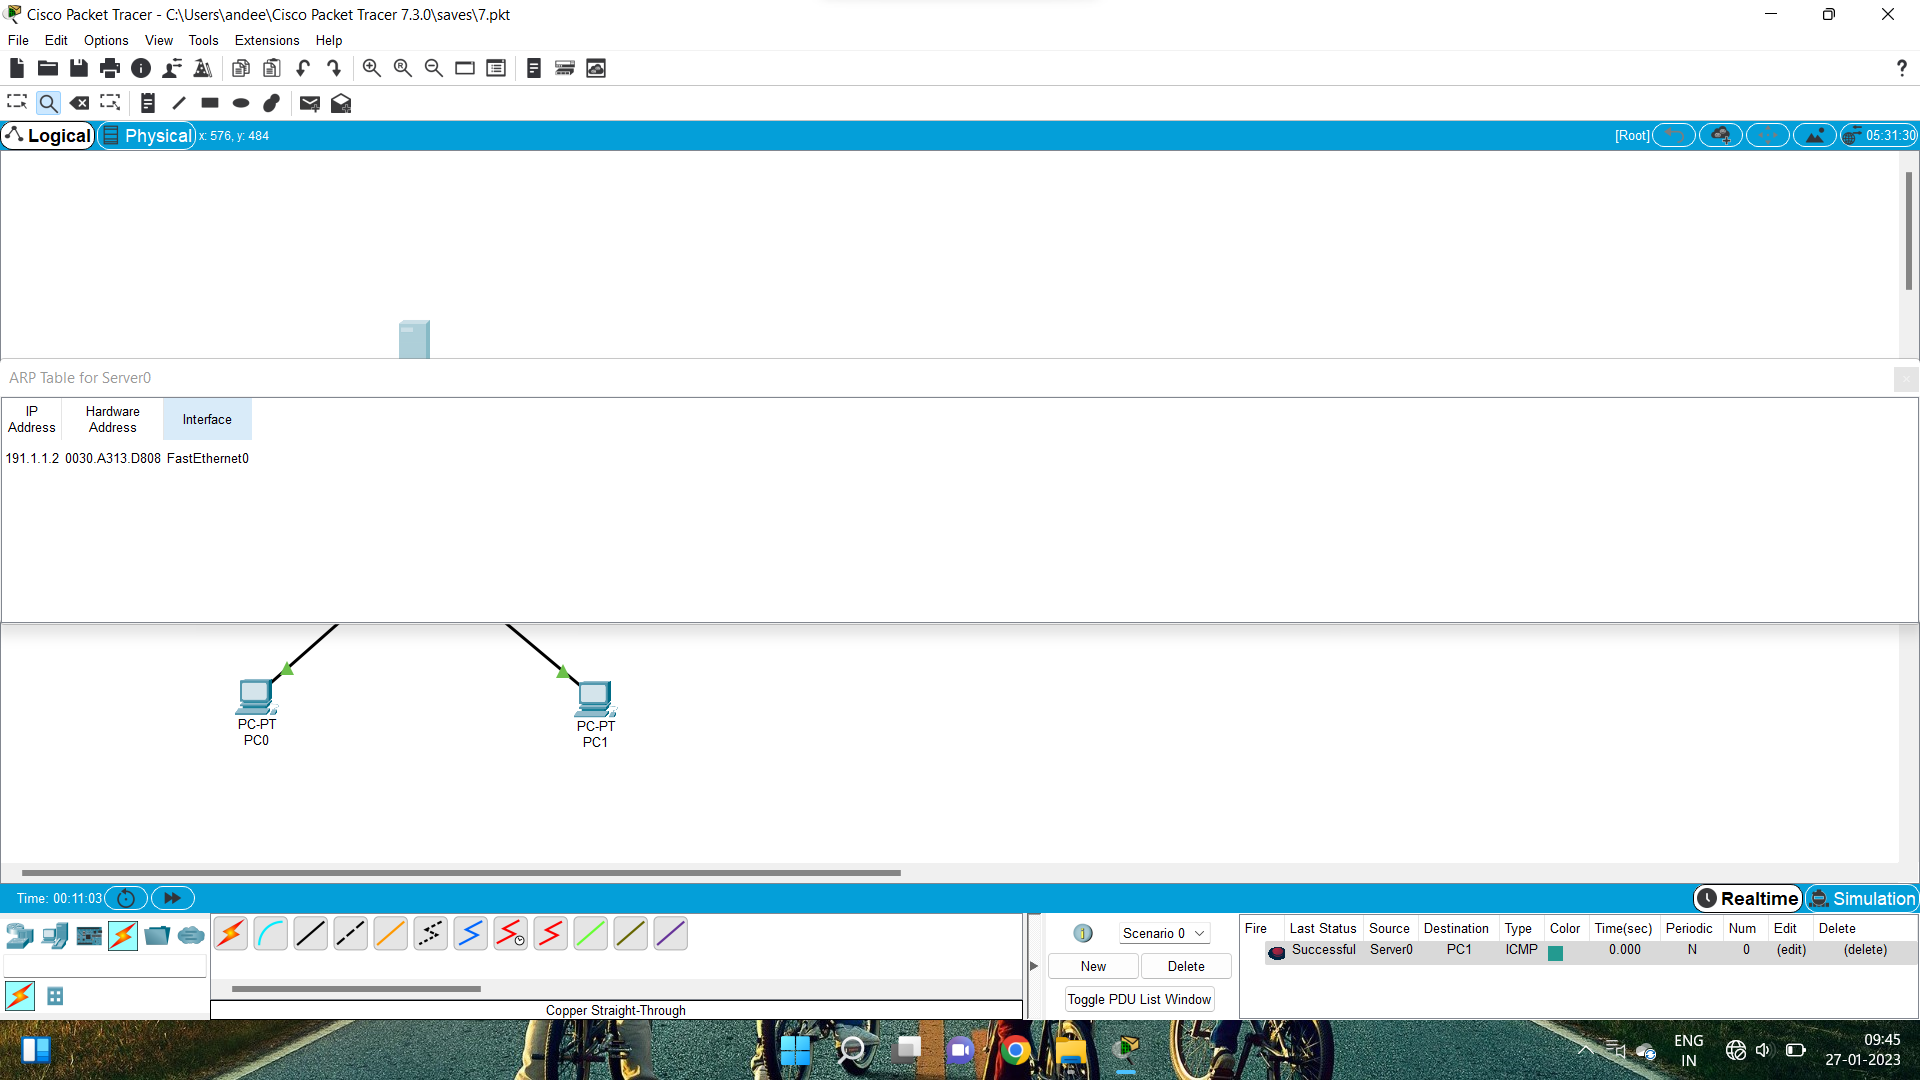 Cisco Packet Tracer - C:\Users\andee\Cisco Packet Tracer 7.3.0\saves\7.pkt
File Edit Options View Tools Extensions Help
?
Logical Physical x: 576, y: 484 [Root] 05:31:30
ARP Table for Server0
IP Address Hardware Address Interface
191.1.1.2 0030.A313.D808 FastEthernet0
PC-PT
PC0
PC-PT
PC1
Time: 00:11:03 Realtime Simulation
Scenario 0
New Delete
Toggle PDU List Window
Fire Last Status Source Destination Type Color Time(sec) Periodic Num Edit Delete
Successful Server0 PC1 ICMP 0.000 N 0 (edit) (delete)
Copper Straight-Through
ENG
IN
09:45
27-01-2023